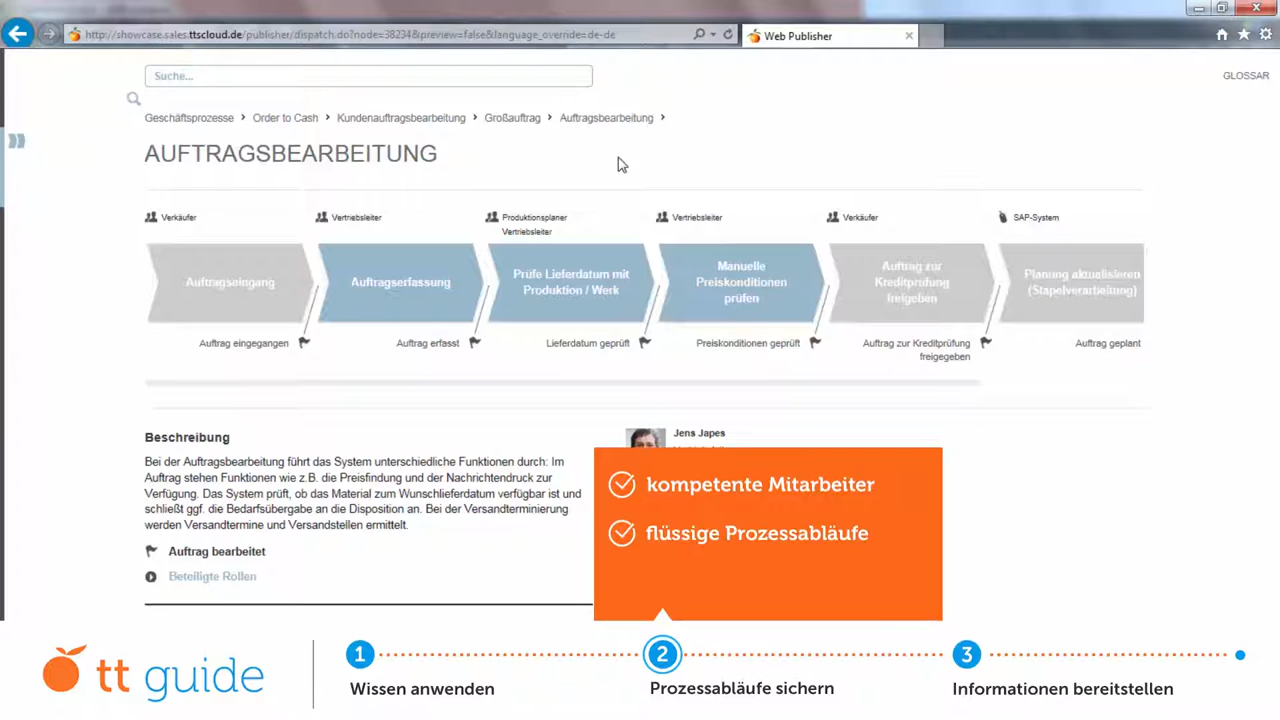 http://showcase.sales.ttscloud.de/publisher/dispatch.do?node=38234&preview=false&language_override=de-de
Web Publisher
Suche...
GLOSSAR
Geschäftsprozesse > Order to Cash > Kundenauftragsbearbeitung > Großauftrag > Auftragsbearbeitung >
AUFTRAGSBEARBEITUNG
Verkäufer
Vertriebsleiter
Produktionsplaner
Vertriebsleiter
Vertriebsleiter
Verkäufer
SAP-System
Auftragseingang
Auftragserfassung
Prüfe Lieferdatum mit
Produktion / Werk
Manuelle
Preiskonditionen
prüfen
Auftrag zur
Kreditprüfung
freigeben
Planung aktualisieren
(Stapelverarbeitung)
Auftrag eingegangen
Auftrag erfasst
Lieferdatum geprüft
Preiskonditionen geprüft
Auftrag zur Kreditprüfung
freigegeben
Auftrag geplant
Beschreibung
Bei der Auftragsbearbeitung führt das System unterschiedliche Funktionen durch: Im
Auftrag stehen Funktionen wie z.B. die Preisfindung und der Nachrichtendruck zur
Verfügung. Das System prüft, ob das Material zum Wunschlieferdatum verfügbar ist und
schließt ggf. die Bedarfsübergabe an die Disposition an. Bei der Versandterminierung
werden Versandtermine und Versandstellen ermittelt.
Auftrag bearbeitet
Beteiligte Rollen
Jens Japes
kompetente Mitarbeiter
flüssige Prozessabläufe
tt guide
1
Wissen anwenden
2
Prozessabläufe sichern
3
Informationen bereitstellen